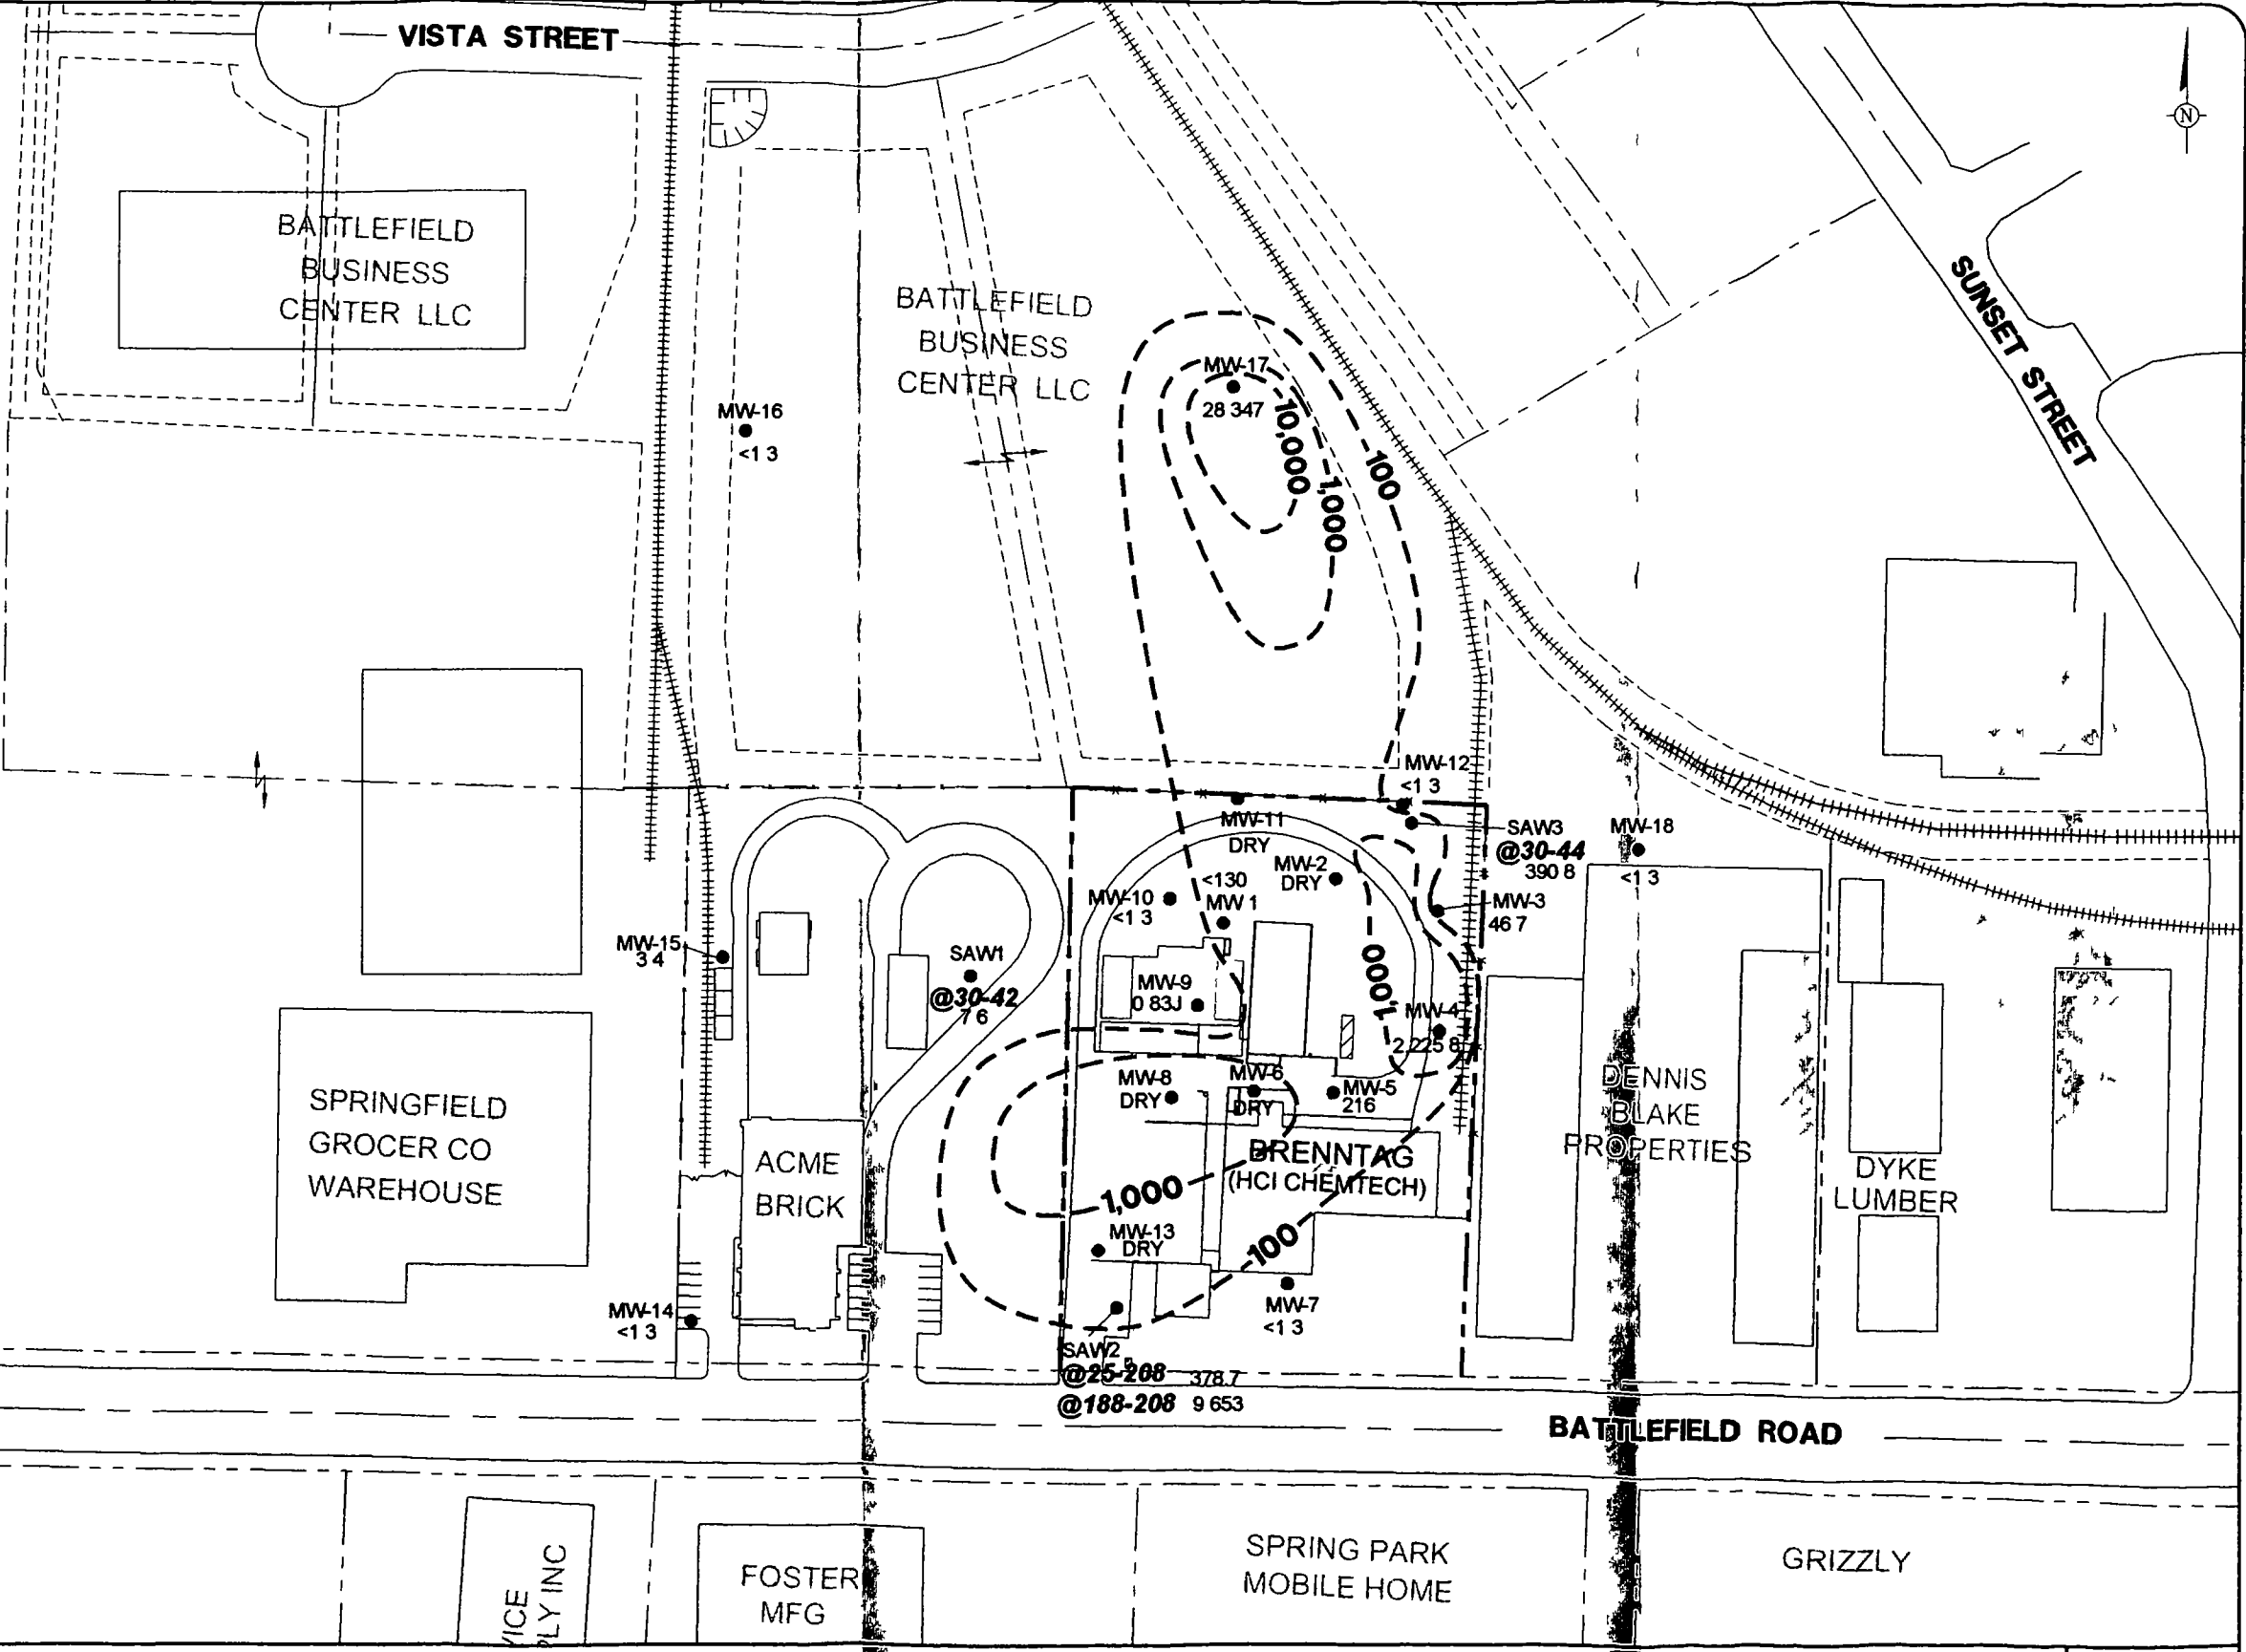 VISTA STREET
N
BATTLEFIELD
BUSINESS
CENTER LLC
BATTLEFIELD
BUSINESS
CENTER LLC
SUNSET STREET
MW-17
28 347
10,000
1,000
100
MW-16
<1 3
MW-12
<1 3
MW-11
DRY
SAW3
@30-44
390 8
MW-18
<1 3
MW-2
DRY
<130
MW 1
MW-10
<1 3
MW-3
46 7
MW-15
3 4
SAW1
@30-42
7 6
MW-9
0 83J
1,000
MW-4
2 225 8
MW-8
DRY
MW-6
DRY
MW-5
216
SPRINGFIELD
GROCER CO
WAREHOUSE
ACME
BRICK
BRENNTAG
(HCI CHEMTECH)
DENNIS
BLAKE
PROPERTIES
DYKE
LUMBER
1,000
100
MW-13
DRY
MW-14
<1 3
MW-7
<1 3
SAW2
@25-208 378.7
@188-208 9 653
BATTLEFIELD ROAD
VICE
PLY INC
FOSTER
MFG
SPRING PARK
MOBILE HOME
GRIZZLY